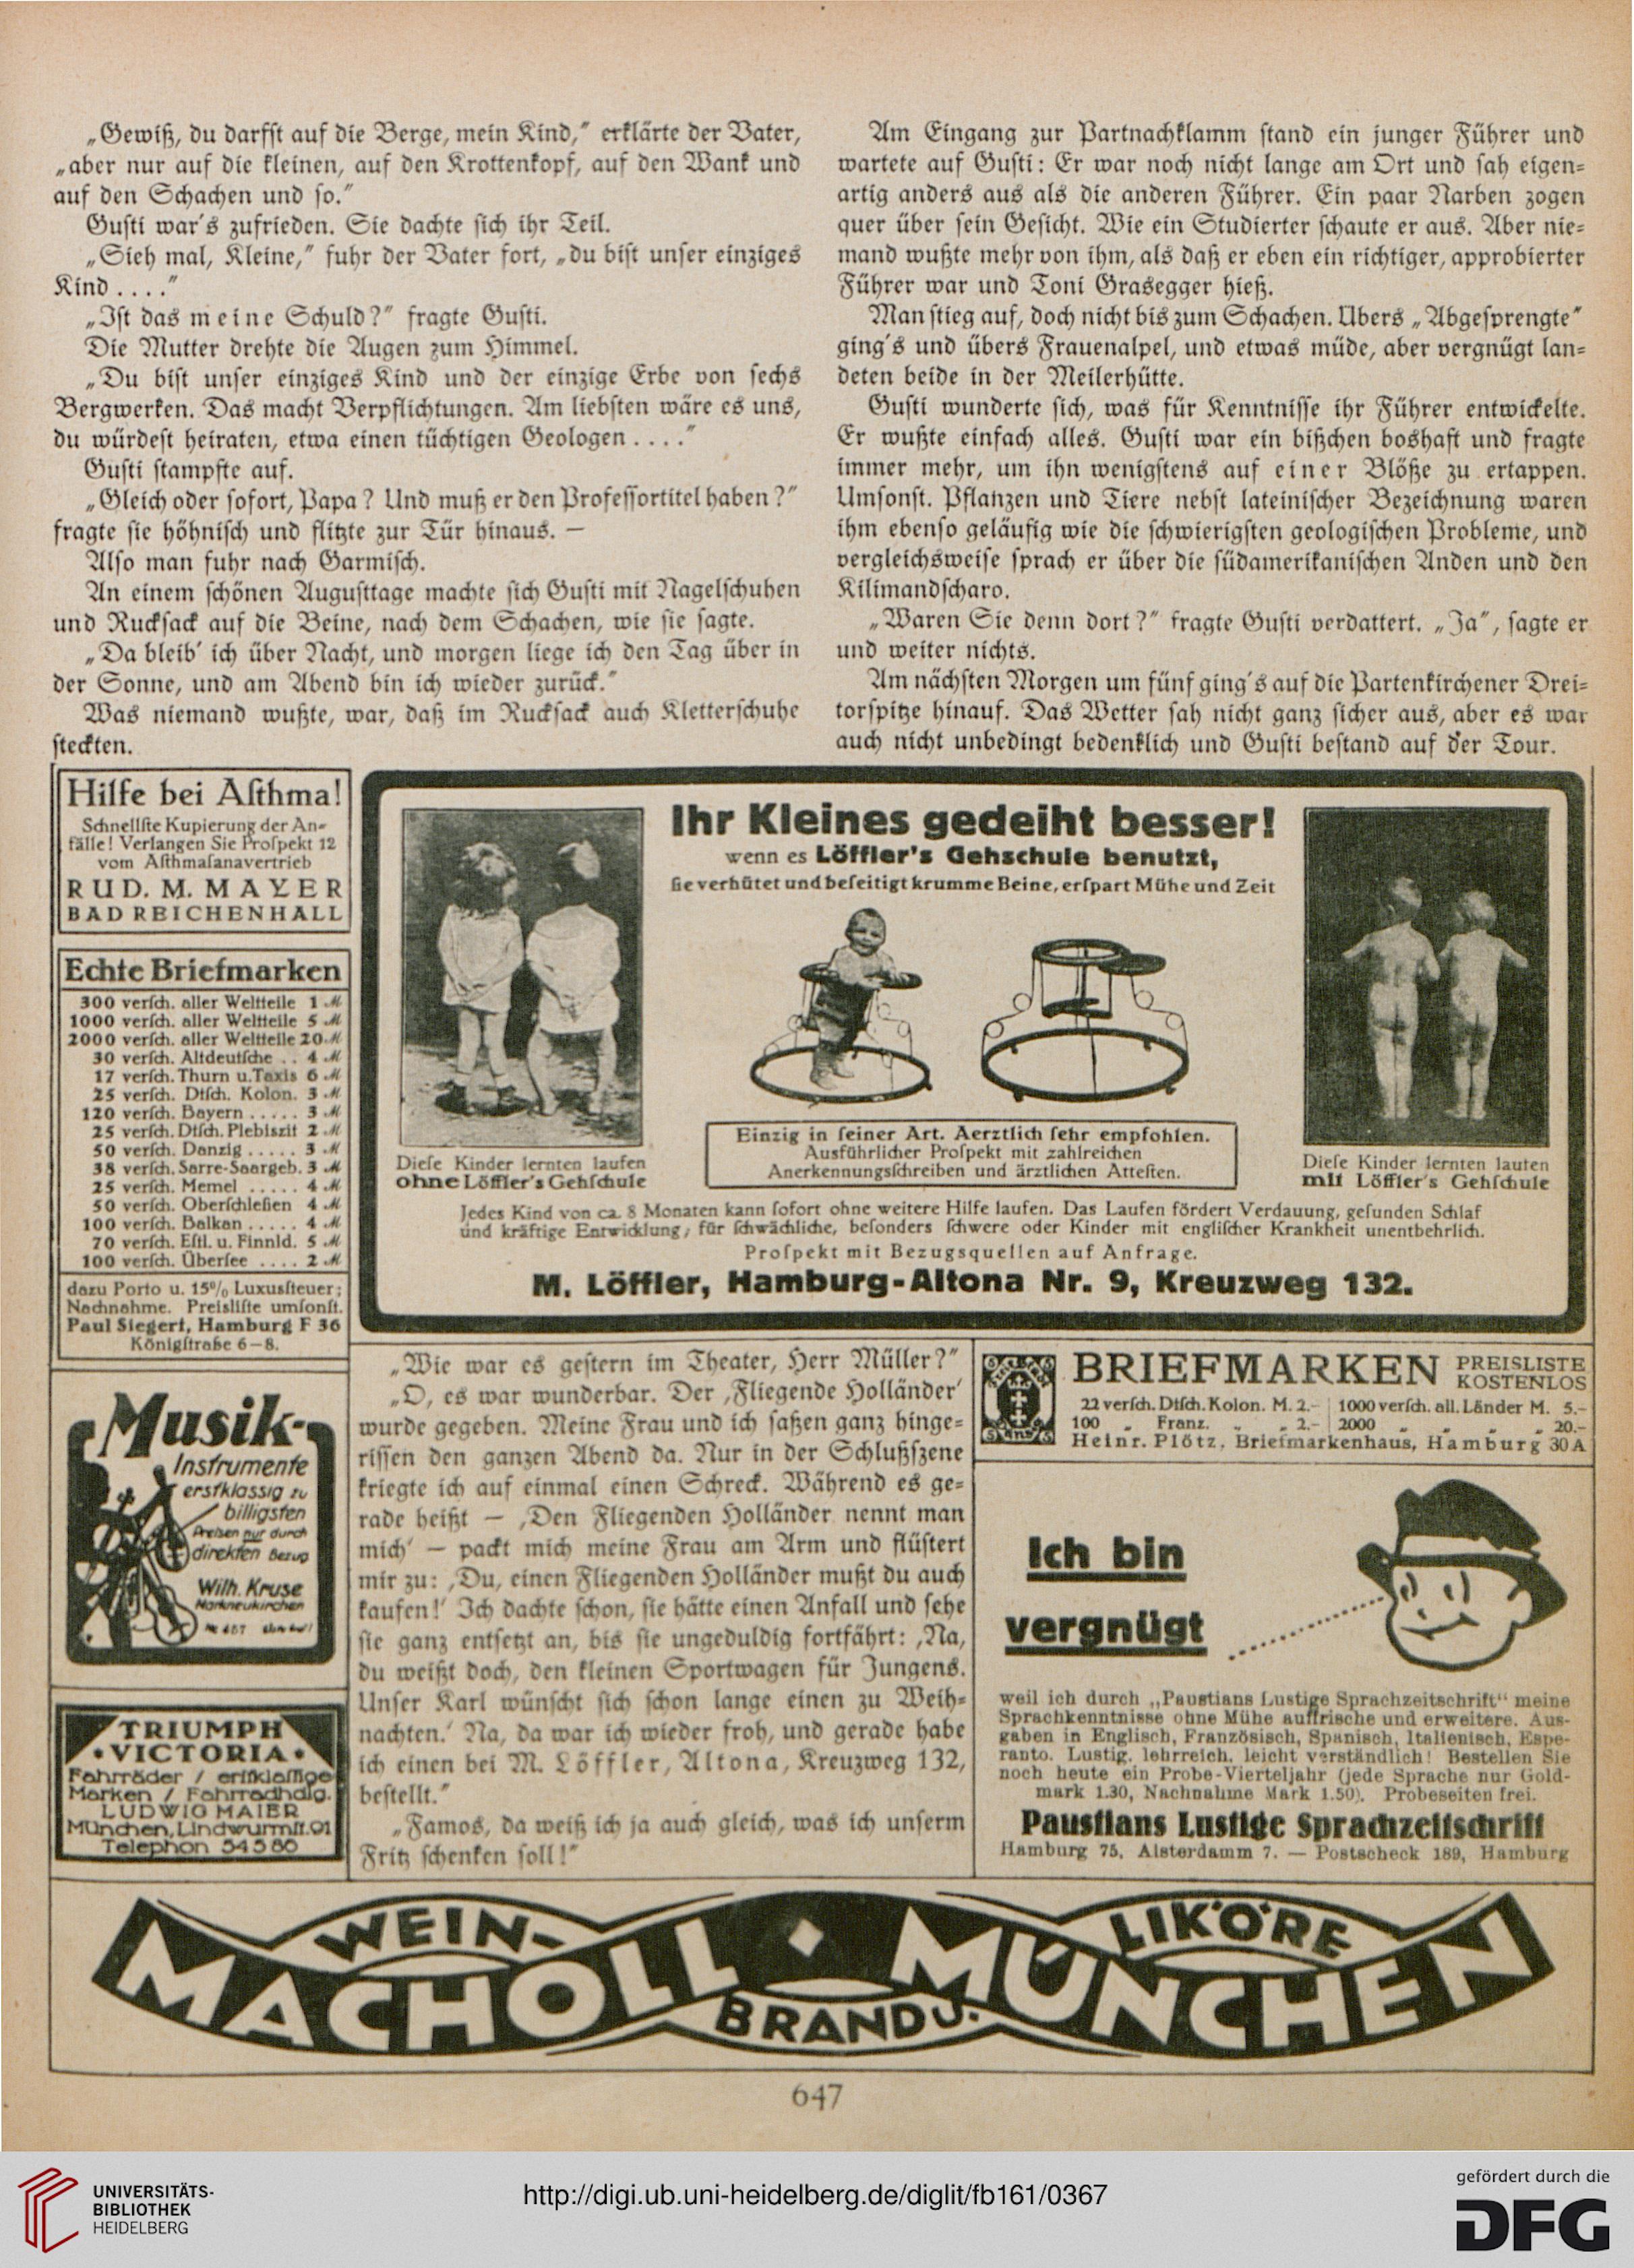 „Gewiß, du darfst auf die Berge, mein Kind,“ erklärte der Vater,
„aber nur auf die kleinen, auf den Krottenkopf, auf den Wank und
auf den Schachen und so.“
Gusti war's zufrieden. Sie dachte sich ihr Teil.
„Sieh mal, Kleine,“ fuhr der Vater fort, „du bist unser einziges
Kind . . . .“
„Ist das meine Schuld?“ fragte Gusti.
Die Mutter drehte die Augen zum Himmel.
„Du bist unser einziges Kind und der einzige Erbe von sechs
Bergwerken. Das macht Verpflichtungen. Am liebsten wäre es uns,
du würdest heiraten, etwa einen tüchtigen Geologen . . . .“
Gusti stampfte auf.
„Gleich oder sofort, Papa? Und muß er den Professortitel haben?“
fragte sie höhnisch und flitzte zur Tür hinaus. —
Also man fuhr nach Garmisch.
An einem schönen Augusttage machte sich Gusti mit Nagelschuhen
und Rucksack auf die Beine, nach dem Schachen, wie sie sagte.
„Da bleib' ich über Nacht, und morgen liege ich den Tag über in
der Sonne, und am Abend bin ich wieder zurück.“
Was niemand wußte, war, daß im Rucksack auch Kletterschuhe
steckten.
Am Eingang zur Partnachklamm stand ein junger Führer und
wartete auf Gusti: Er war noch nicht lange am Ort und sah eigen=
artig anders aus als die anderen Führer. Ein paar Narben zogen
quer über sein Gesicht. Wie ein Studierter schaute er aus. Aber nie=
mand wußte mehr von ihm, als daß er eben ein richtiger, approbierter
Führer war und Toni Grasegger hieß.
Man stieg auf, doch nicht bis zum Schachen. Übers „Abgesprengte“
ging's und übers Frauenalpel, und etwas müde, aber vergnügt lan=
deten beide in der Meilerhütte.
Gusti wunderte sich, was für Kenntnisse ihr Führer entwickelte.
Er wußte einfach alles. Gusti war ein bißchen boshaft und fragte
immer mehr, um ihn wenigstens auf einer Blöße zu ertappen.
Umsonst. Pflanzen und Tiere nebst lateinischer Bezeichnung waren
ihm ebenso geläufig wie die schwierigsten geologischen Probleme, und
vergleichsweise sprach er über die südamerikanischen Anden und den
Kilimandscharo.
„Waren Sie denn dort?“ fragte Gusti verdattert. „Ja“, sagte er
und weiter nichts.
Am nächsten Morgen um fünf ging's auf die Partenkirchener Drei=
torspitze hinauf. Das Wetter sah nicht ganz sicher aus, aber es war
auch nicht unbedingt bedenklich und Gusti bestand auf der Tour.
Hilfe bei Asthma!
Schnellste Kupierung der An-
fälle! Verlangen Sie Prospekt 12
vom Asthmasanavertrieb
RUD. M. MAYER
BAD REICHENHALL
Echte Briefmarken
300 versch. aller Weltteile 1 M
1000 versch. aller Weltteile 5 M
2000 versch. aller Weltteile 20 M
30 versch. Altdeutsche . . 4 M
17 versch. Thurn u. Taxis 6 M
25 versch. Dtsch. Kolon. 3 M
120 versch. Bayern . . . . . 3 M
25 versch. Dtsch. Plebiszit 2 M
50 versch. Danzig . . . . . 3 M
38 versch. Sarre-Saargeb. 3 M
25 versch. Memel . . . . . 4 M
50 versch. Oberschlesien 4 M
100 versch. Balkan . . . . . 4 M
70 versch. Estl. u. Finnld. 5 M
100 versch. Übersee . . . . 2 M
dazu Porto u. 15% Luxussteuer;
Nachnahme. Preisliste umsonst.
Paul Siegert, Hamburg F 36
Königstraße 6–8.
Ihr Kleines gedeiht besser!
wenn es Löffler's Gehschule benutzt,
sie verhütet und beseitigt krumme Beine, erspart Mühe und Zeit
Einzig in seiner Art. Aerztlich sehr empfohlen.
Ausführlicher Prospekt mit zahlreichen
Anerkennungsschreiben und ärztlichen Attesten.
Diese Kinder lernten laufen
ohne Löffler's Gehschule
Diese Kinder lernten laufen
mit Löffler's Gehschule
Jedes Kind von ca. 8 Monaten kann sofort ohne weitere Hilfe laufen. Das Laufen fördert Verdauung, gesunden Schlaf
und kräftige Entwicklung, für schwächliche, besonders schwere oder Kinder mit englischer Krankheit unentbehrlich.
Prospekt mit Bezugsquellen auf Anfrage.
M. Löffler, Hamburg-Altona Nr. 9, Kreuzweg 132.
Musik-
Instrumente
erstklassig zu
billigsten
Preisen nur durch
direkten Bezug
Wilh. Kruse
Markneukirchen
TRIUMPH
• VICTORIA •
Fahrräder / erstklassige
Marken / Fahrradhdlg.
LUDWIG MAIER
München, Lindwurmstr. 91
Telephon 54580
„Wie war es gestern im Theater, Herr Müller?“
„O, es war wunderbar. Der ‚Fliegende Holländer‘
wurde gegeben. Meine Frau und ich saßen ganz hinge=
rissen den ganzen Abend da. Nur in der Schlußszene
kriegte ich auf einmal einen Schreck. Während es ge=
rade heißt — ‚Den Fliegenden Holländer nennt man
mich‘ — packt mich meine Frau am Arm und flüstert
mir zu: ‚Du, einen Fliegenden Holländer mußt du auch
kaufen!‘ Ich dachte schon, sie hätte einen Anfall und sehe
sie ganz entsetzt an, bis sie ungeduldig fortfährt: ‚Na,
du weißt doch, den kleinen Sportwagen für Jungens.
Unser Karl wünscht sich schon lange einen zu Weih=
nachten.‘ Na, da war ich wieder froh, und gerade habe
ich einen bei M. Löffler, Altona, Kreuzweg 132,
bestellt.“
„Famos, da weiß ich ja auch gleich, was ich unserm
Fritz schenken soll!“
BRIEFMARKEN PREISLISTE
KOSTENLOS
22 versch. Dtsch. Kolon. M. 2.– 1000 versch. all. Länder M. 5.–
100 „ Franz. „ „ 2.– 2000 „ „ „ „ 20.–
Heinr. Plötz, Briefmarkenhaus, Hamburg 30 A
Ich bin
vergnügt
weil ich durch „Paustians Lustige Sprachzeitschrift“ meine
Sprachkenntnisse ohne Mühe auffrische und erweitere. Aus-
gaben in Englisch, Französisch, Spanisch, Italienisch, Espe-
ranto. Lustig, lehrreich, leicht verständlich! Bestellen Sie
noch heute ein Probe-Vierteljahr (jede Sprache nur Gold-
mark 1.30, Nachnahme Mark 1.50). Probeseiten frei.
Paustians Lustige Sprachzeitschrift
Hamburg 75, Alsterdamm 7. — Postscheck 189, Hamburg
WEIN- LIKÖRE
MACHOLL • MÜNCHEN
BRAND U.
647
UNIVERSITÄTS-
BIBLIOTHEK
HEIDELBERG
http://digi.ub.uni-heidelberg.de/diglit/fb161/0367
gefördert durch die
DFG